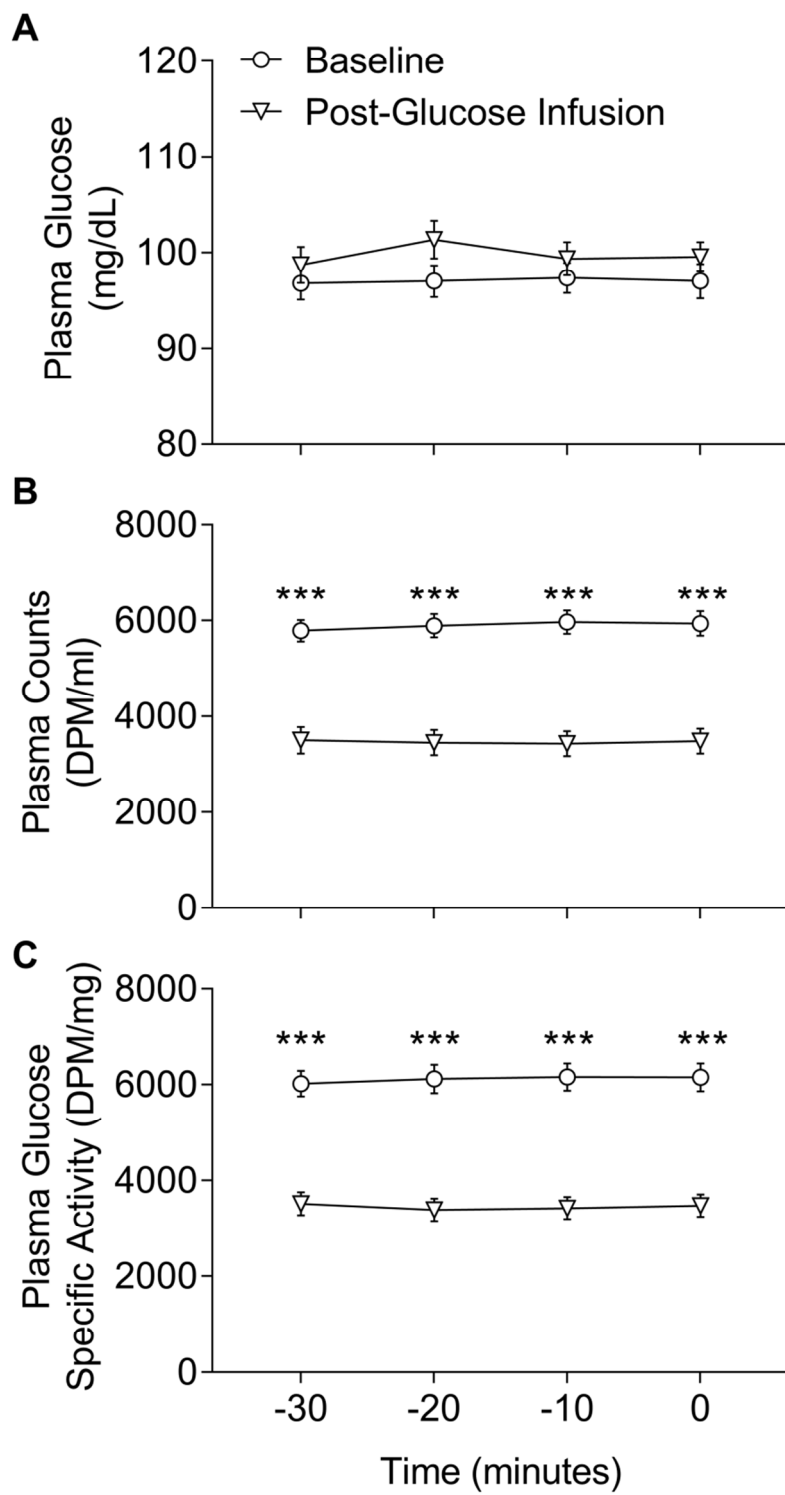 A
Plasma Glucose
(mg/dL)
120
110
100
90
80
Baseline
Post-Glucose Infusion
B
Plasma Counts
(DPM/ml)
8000
6000
4000
2000
0
*** *** *** ***
C
Plasma Glucose
Specific Activity (DPM/mg)
8000
6000
4000
2000
0
*** *** *** ***
-30 -20 -10 0
Time (minutes)